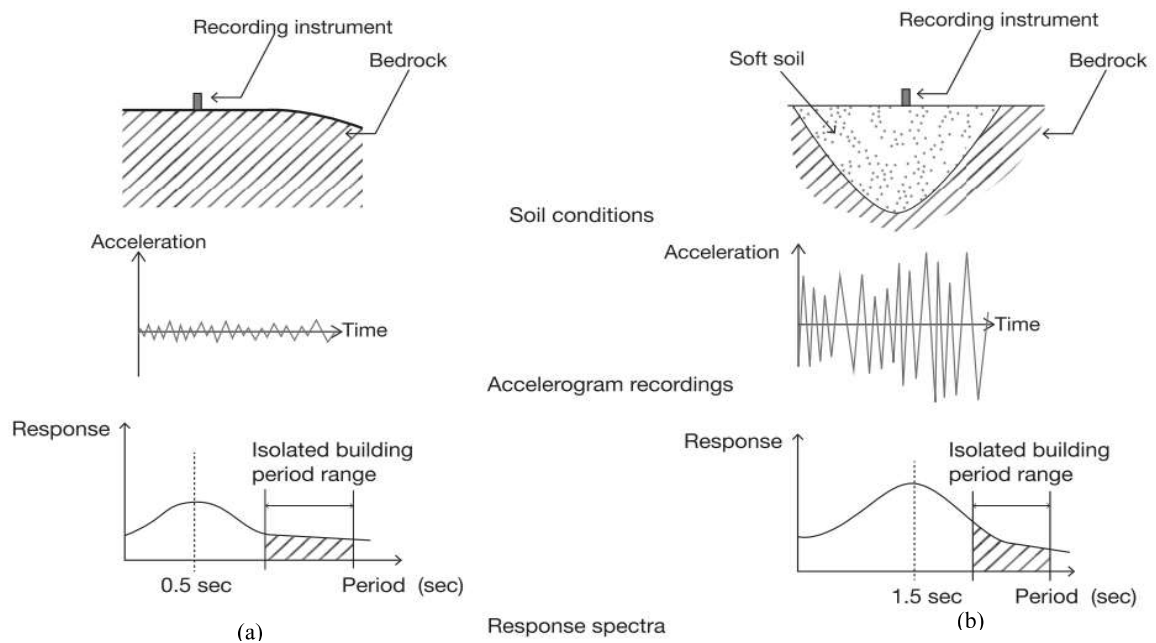 Recording instrument
Bedrock
Recording instrument
Soft soil
Bedrock
Soil conditions
Acceleration
Time
Acceleration
Time
Accelerogram recordings
Response
Isolated building
period range
0.5 sec
Period (sec)
Response
Isolated building
period range
1.5 sec
Period (sec)
(a)
Response spectra
(b)